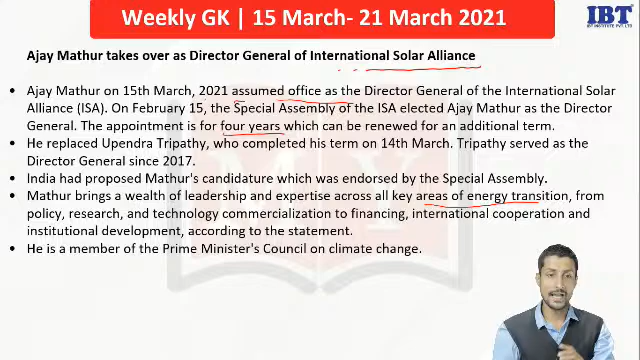 Weekly GK | 15 March- 21 March 2021
IBT
IBT INSTITUTE PVT.LTD
Ajay Mathur takes over as Director General of International Solar Alliance
• Ajay Mathur on 15th March, 2021 assumed office as the Director General of the International Solar
Alliance (ISA). On February 15, the Special Assembly of the ISA elected Ajay Mathur as the Director
General. The appointment is for four years which can be renewed for an additional term.
• He replaced Upendra Tripathy, who completed his term on 14th March. Tripathy served as the
Director General since 2017.
• India had proposed Mathur's candidature which was endorsed by the Special Assembly.
• Mathur brings a wealth of leadership and expertise across all key areas of energy transition, from
policy, research, and technology commercialization to financing, international cooperation and
institutional development, according to the statement.
• He is a member of the Prime Minister's Council on climate change.